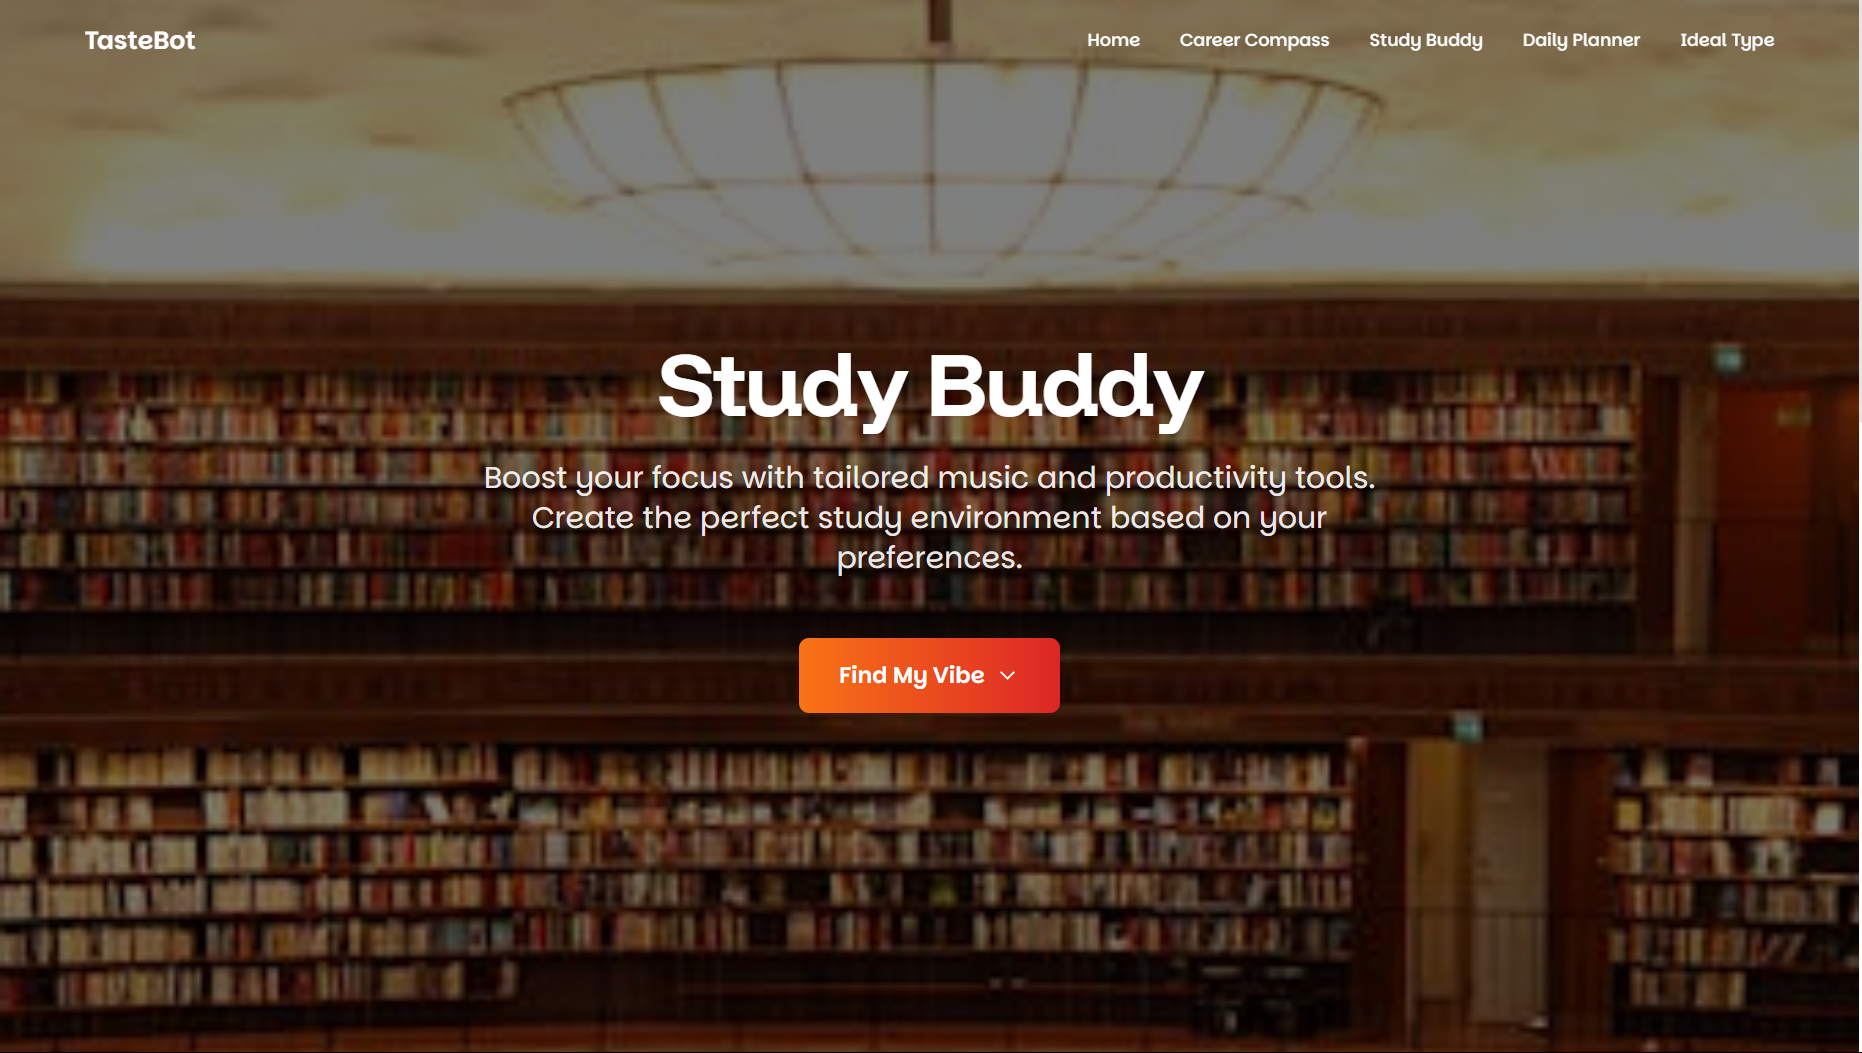 TasteBot
Home Career Compass Study Buddy Daily Planner Ideal Type
Study Buddy
Boost your focus with tailored music and productivity tools.
Create the perfect study environment based on your
preferences.
Find My Vibe